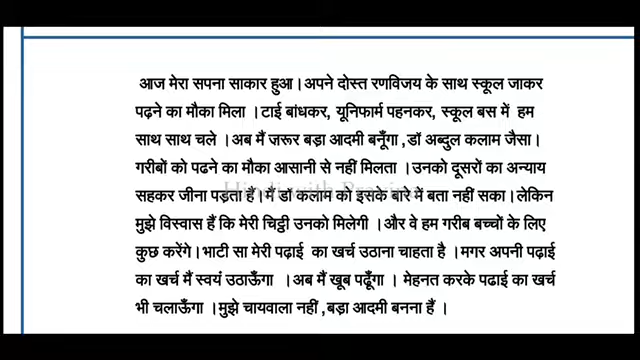 आज मेरा सपना साकार हुआ।अपने दोस्त रणविजय के साथ स्कूल जाकर
पढ़ने का मौका मिला ।टाई बांधकर, यूनिफार्म पहनकर, स्कूल बस में हम
साथ साथ चले ।अब मैं जरूर बड़ा आदमी बनूँगा ,डॉ अब्दुल कलाम जैसा।
गरीबों को पढने का मौका आसानी से नहीं मिलता ।उनको दूसरों का अन्याय
सहकर जीना पड़ता है।मैं डॉ कलाम को इसके बारे में बता नहीं सका।लेकिन
मुझे विस्वास हैं कि मेरी चिट्ठी उनको मिलेगी ।और वे हम गरीब बच्चों के लिए
कुछ करेंगे।भाटी सा मेरी पढ़ाई का खर्च उठाना चाहता है ।मगर अपनी पढ़ाई
का खर्च मैं स्वयं उठाऊँगा ।अब मैं खूब पढूँगा । मेहनत करके पढाई का खर्च
भी चलाऊँगा ।मुझे चायवाला नहीं ,बड़ा आदमी बनना हैं ।